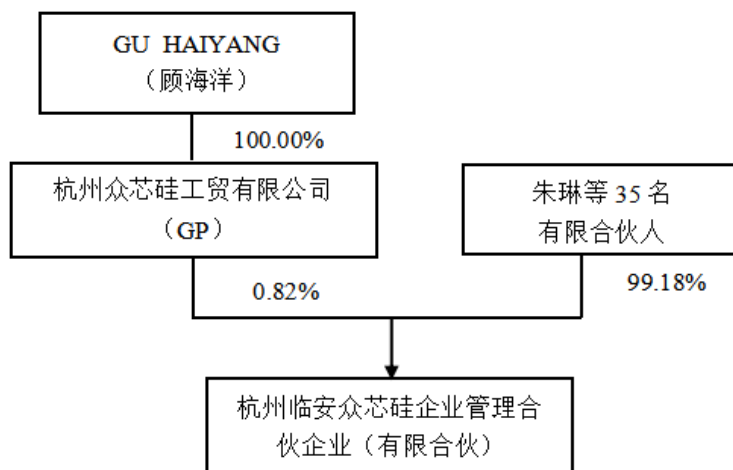 GU HAIYANG
（顾海洋）
100.00%
杭州众芯硅工贸有限公司
（GP）
朱琳等 35 名
有限合伙人
0.82%
99.18%
杭州临安众芯硅企业管理合
伙企业（有限合伙）